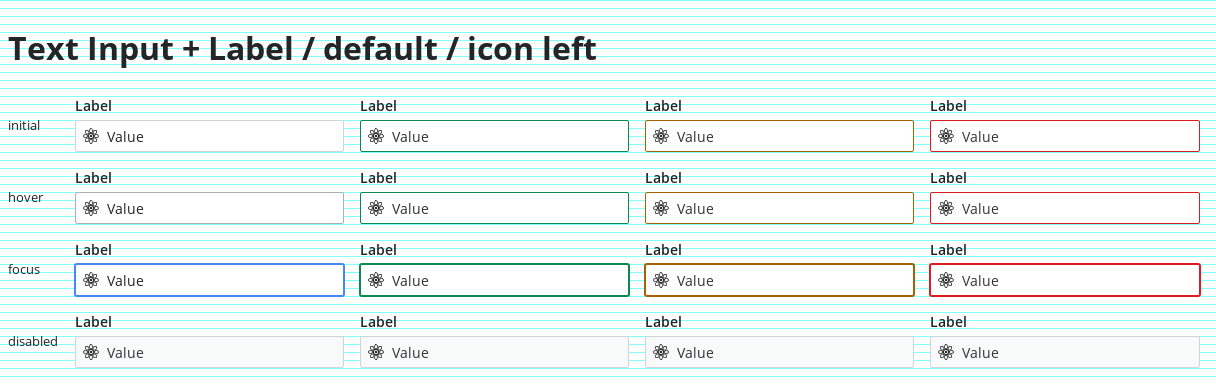 Text Input + Label / default / icon left
Label Label Label Label
initial Value Value Value Value
Label Label Label Label
hover Value Value Value Value
Label Label Label Label
focus Value Value Value Value
Label Label Label Label
disabled Value Value Value Value